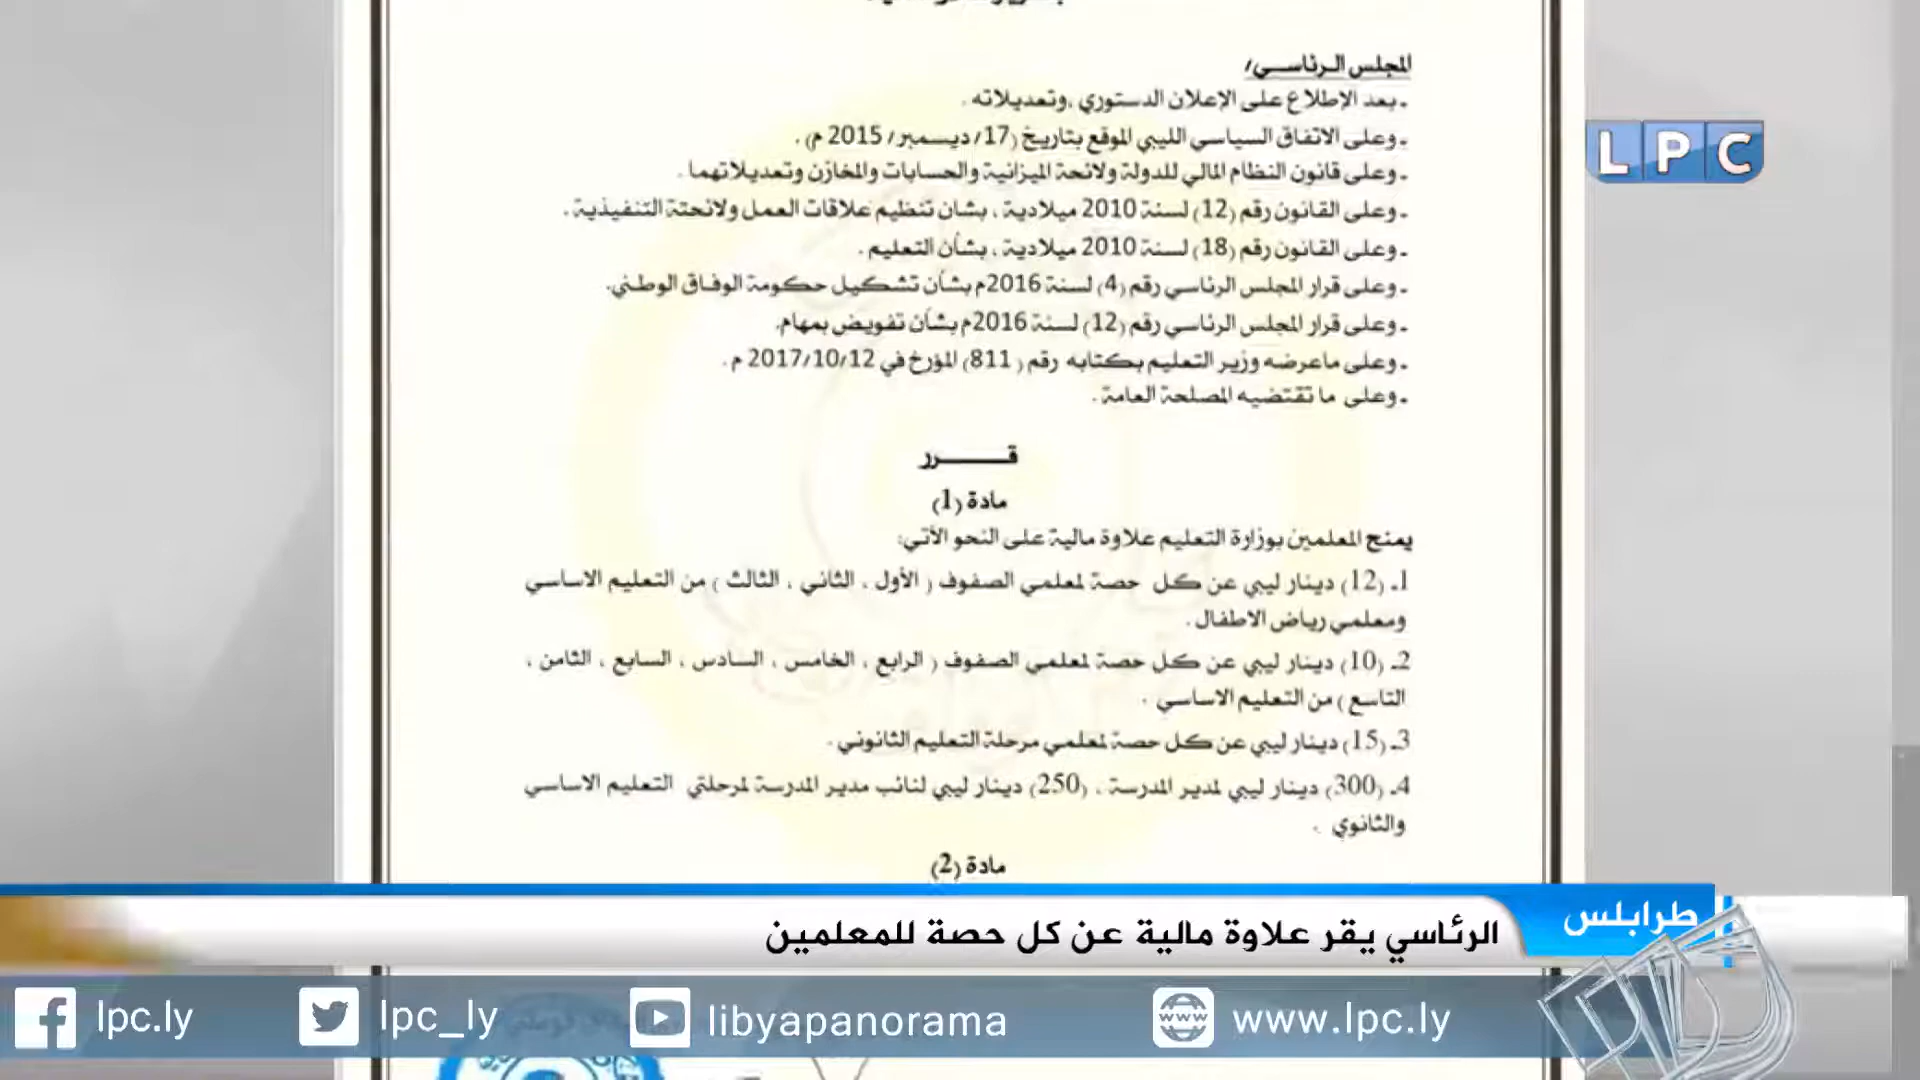 المجلس الرئاسي/
ـ بعد الإطلاع على الإعلان الدستوري ،وتعديلاته .
ـ وعلى الاتفاق السياسي الليبي الموقع بتاريخ (17/ ديسمبر/ 2015 م) .
ـ وعلى قانون النظام المالي للدولة ولائحة الميزانية والحسابات والمخازن وتعديلاتهما .
ـ وعلى القانون رقم (12) لسنة 2010 ميلادية ، بشان تنظيم علاقات العمل ولائحتة التنفيذية .
ـ وعلى القانون رقم (18) لسنة 2010 ميلادية ، بشأن التعليم .
ـ وعلى قرار المجلس الرئاسي رقم (4) لسنة 2016م بشأن تشكيل حكومة الوفاق الوطني.
ـ وعلى قرار المجلس الرئاسي رقم (12) لسنة 2016م بشأن تفويض بمهام.
ـ وعلى ماعرضه وزير التعليم بكتابه رقم ( 811) المؤرخ في 2017/10/12 م .
ـ وعلى ما تقتضيه المصلحة العامة .
قـــرر
مادة (1)
يمنح المعلمين بوزارة التعليم علاوة مالية على النحو الأتي:
1ـ (12) دينار ليبي عن كل حصة لمعلمي الصفوف ( الأول ، الثاني ، الثالث ) من التعليم الاساسي
ومعلمي رياض الاطفال .
2ـ (10) دينار ليبي عن كل حصة لمعلمي الصفوف ( الرابع ، الخامس ، السادس ، السابع ، الثامن ،
التاسع ) من التعليم الاساسي .
3ـ (15) دينار ليبي عن كل حصة لمعلمي مرحلة التعليم الثانوني .
4ـ (300) دينار ليبي لمدير المدرسة ، (250) دينار ليبي لنائب مدير المدرسة لمرحلتي التعليم الاساسي
والثانوي .
مادة (2)
LPC
طرابلس
الرئاسي يقر علاوة مالية عن كل حصة للمعلمين
lpc.ly
lpc_ly
libyapanorama
www.lpc.ly